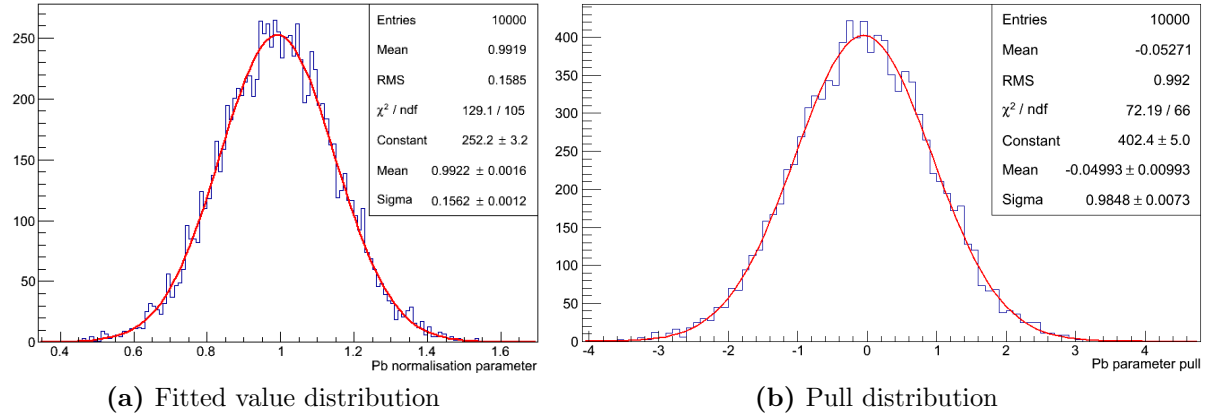 Entries 10000
Mean 0.9919
RMS 0.1585
χ² / ndf 129.1 / 105
Constant 252.2 ± 3.2
Mean 0.9922 ± 0.0016
Sigma 0.1562 ± 0.0012
250
200
150
100
50
0
0.4 0.6 0.8 1 1.2 1.4 1.6
Pb normalisation parameter
(a) Fitted value distribution
Entries 10000
Mean -0.05271
RMS 0.992
χ² / ndf 72.19 / 66
Constant 402.4 ± 5.0
Mean -0.04993 ± 0.00993
Sigma 0.9848 ± 0.0073
400
350
300
250
200
150
100
50
0
-4 -3 -2 -1 0 1 2 3 4
Pb parameter pull
(b) Pull distribution